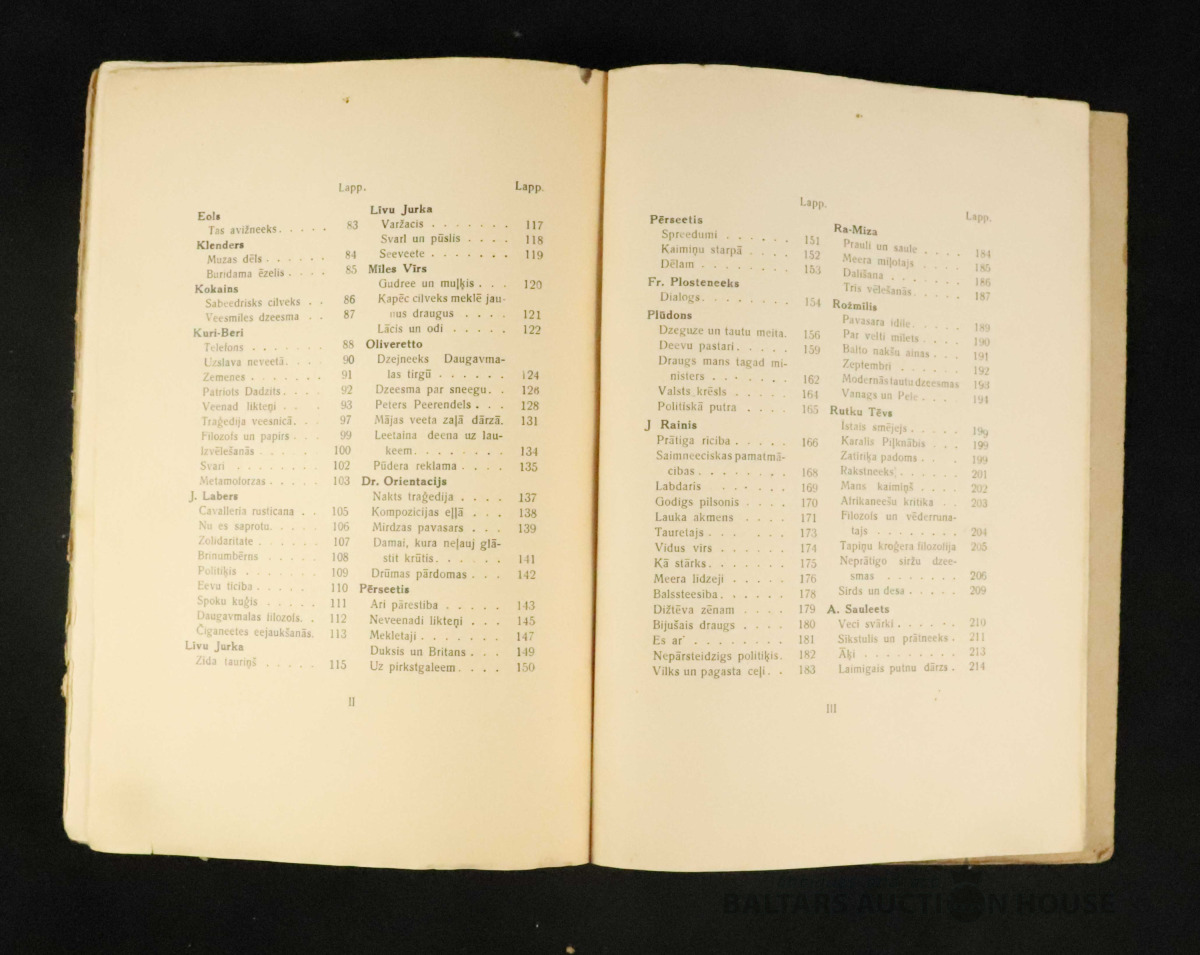 Lapp.
Eols
Tas avižneeks. . . . . 83
Klenders
Muzas dēls . . . . . . 84
Buridama ēzelis . . . . 85
Kokains
Sabeedrisks cilveks . . 86
Veesmiles dzeesma . . 87
Kuri-Beri
Telefons . . . . . . . 88
Uzslava neveetā. . . . 90
Zemenes . . . . . . . 91
Patriots Dadzīts. . . . 92
Veenad likteņi . . . 93
Traģedija veesnicā. . . 97
Filozofs un papirs . . . 99
Izvēlešanās . . . . . 100
Svari . . . . . . . . 102
Metamoforzas . . . . . 103
J. Labers
Cavalleria rusticana . . 105
Nu es saprotu. . . . . 106
Zolidaritate . . . . . . 107
Brinumbērns . . . . . 108
Politiķis . . . . . . . 109
Eevu ticiba . . . . . . 110
Spoku kuģis . . . . . 111
Daugavmalas filozofs. . 112
Čiganeetes eejaukšanās. 113
Līvu Jurka
Zīda tauriņš . . . . . 115
Lapp.
Līvu Jurka
Varžacis . . . . . . . 117
Svari un pūslis . . . . 118
Seeveete . . . . . . . 119
Miles Virs
Gudree un muļķis . . . 120
Kapēc cilveks meklē jau-
nus draugus . . . . 121
Lācis un odi . . . . . 122
Oliveretto
Dzejneeks Daugavma-
las tirgū . . . . . . 124
Dzeesma par sneegu. . 126
Peters Peerendels . . . 128
Mājas veeta zaļā dārzā. 131
Leetaina deena uz lau-
keem . . . . . . . . 134
Pūdera reklama . . . . 135
Dr. Orientacijs
Nakts traģedija . . . . 137
Kompozicijas eļļā . . . 138
Mirdzas pavasars . . . 139
Damai, kura neļauj glā-
stit krūtis. . . . . . 141
Drūmas pārdomas . . . 142
Pērseetis
Ari pārestiba . . . . . 143
Neveenadi likteņi . . . 145
Mekletaji . . . . . . . 147
Duksis un Britans . . . 149
Uz pirkstgaleem . . . . 150
II
Lapp.
Pērseetis
Spreedumi . . . . . . 151
Kaimiņu starpā . . . . 152
Dēlam . . . . . . . . 153
Fr. Plosteneeks
Dialogs. . . . . . . . 154
Plūdons
Dzeguze un tautu meita. 156
Deevu pastari . . . . . 159
Draugs mans tagad mi-
nisters . . . . . . . 162
Valsts krēsls . . . . . 164
Politiskā putra . . . . 165
J Rainis
Prātiga riciba . . . . . 166
Saimneeciskas pamatmā-
cibas . . . . . . . . 168
Labdaris . . . . . . . 169
Godigs pilsonis . . . . 170
Lauka akmens . . . . 171
Tauretajs . . . . . . . 173
Vidus virs . . . . . . 174
Kā stārks . . . . . . . 175
Meera lidzeji . . . . . 176
Balssteesiba . . . . . . 178
Dižtēva zēnam . . . . 179
Bijušais draugs . . . . 180
Es ar' . . . . . . . . 181
Nepārsteidzigs politiķis. 182
Vilks un pagasta ceļi . . 183
Lapp.
Ra-Miza
Prauli un saule . . . . 184
Meera miļotajs . . . . 185
Dališana . . . . . . . 186
Tris vēlešanās . . . . . 187
Rožmilis
Pavasara idile . . . . . 189
Par velti milets . . . . 190
Balto nakšu ainas . . . 191
Zeptembri . . . . . . 192
Modernās tautu dzeesmas 193
Vanags un Pele . . . . 194
Rutku Tēvs
Istais smējejs . . . . . 199
Karalis Piļknābis . . . 199
Zatiriķa padoms . . . . 199
Rakstneeks . . . . . . 201
Mans kaimiņš . . . . 202
Afrikaneešu kritika . . 203
Filozofs un vēderruna-
tajs . . . . . . . . 204
Tapiņu kroģera filozofija 205
Neprātigo siržu dzee-
smas . . . . . . . 206
Sirds un desa . . . . . 209
A. Sauleets
Veci svārki . . . . . . 210
Sikstulis un prātneeks . 211
Āķi . . . . . . . . . 213
Laimigais putnu dārzs . 214
III
BALTARS AUCTION HOUSE